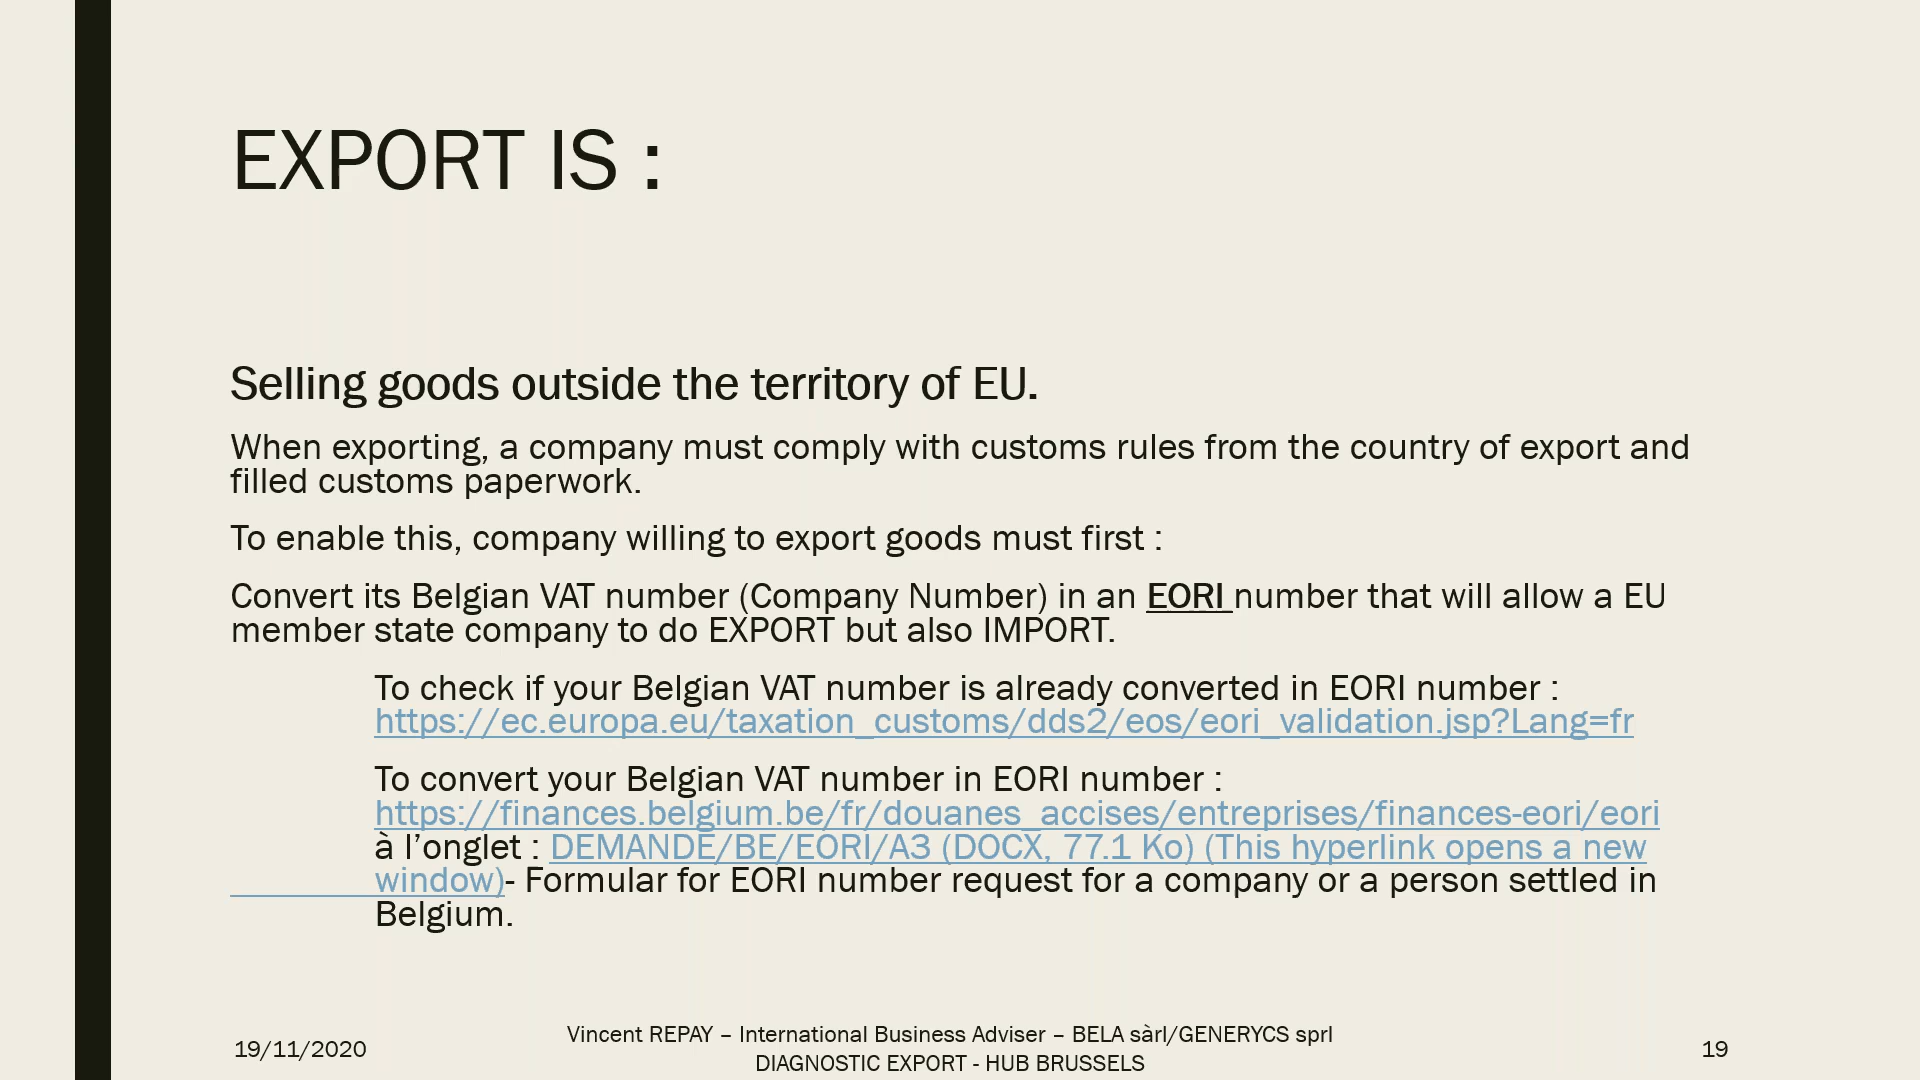 EXPORT IS :
Selling goods outside the territory of EU.
When exporting, a company must comply with customs rules from the country of export and
filled customs paperwork.
To enable this, company willing to export goods must first :
Convert its Belgian VAT number (Company Number) in an EORI number that will allow a EU
member state company to do EXPORT but also IMPORT.
To check if your Belgian VAT number is already converted in EORI number :
https://ec.europa.eu/taxation_customs/dds2/eos/eori_validation.jsp?Lang=fr
To convert your Belgian VAT number in EORI number :
https://finances.belgium.be/fr/douanes_accises/entreprises/finances-eori/eori
à l’onglet : DEMANDE/BE/EORI/A3 (DOCX, 77.1 Ko) (This hyperlink opens a new
window)- Formular for EORI number request for a company or a person settled in
Belgium.
19/11/2020
Vincent REPAY – International Business Adviser – BELA sàrl/GENERYCS sprl
DIAGNOSTIC EXPORT - HUB BRUSSELS
19